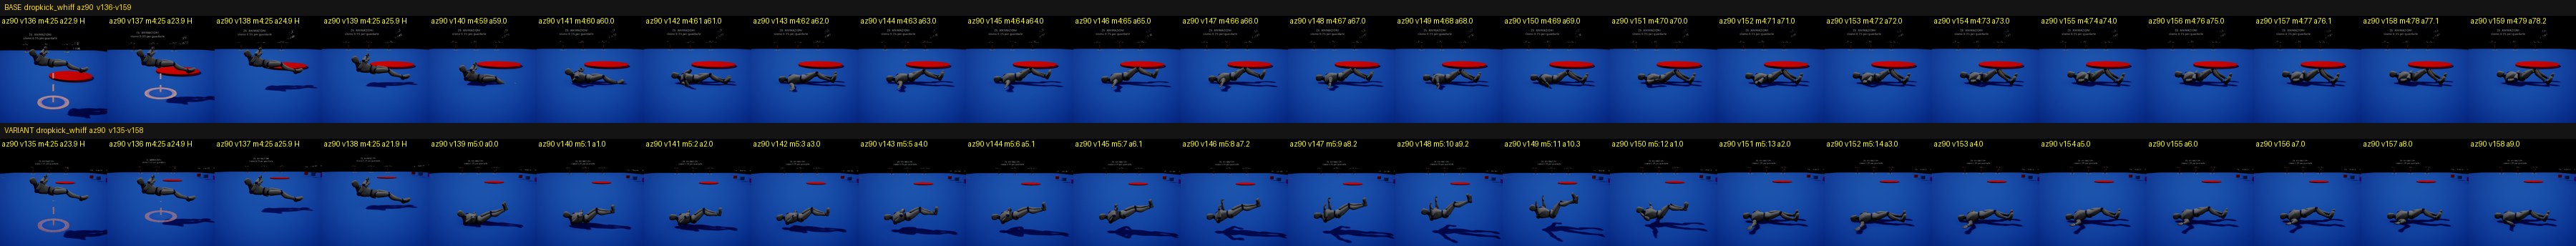 BASE dropkick_whiff az90 v136-v159
az90 v136 m4:25 a22.9 H
az90 v137 m4:25 a23.9 H
az90 v138 m4:25 a24.9 H
az90 v139 m4:25 a25.9 H
az90 v140 m4:59 a59.0
az90 v141 m4:60 a60.0
az90 v142 m4:61 a61.0
az90 v143 m4:62 a62.0
az90 v144 m4:63 a63.0
az90 v145 m4:64 a64.0
az90 v146 m4:65 a65.0
az90 v147 m4:66 a66.0
az90 v148 m4:67 a67.0
az90 v149 m4:68 a68.0
az90 v150 m4:69 a69.0
az90 v151 m4:70 a70.0
az90 v152 m4:71 a71.0
az90 v153 m4:72 a72.0
az90 v154 m4:73 a73.0
az90 v155 m4:74 a74.0
az90 v156 m4:76 a75.0
az90 v157 m4:77 a76.1
az90 v158 m4:78 a77.1
az90 v159 m4:79 a78.2
VARIANT dropkick_whiff az90 v135-v158
az90 v135 m4:25 a23.9 H
az90 v136 m4:25 a24.9 H
az90 v137 m4:25 a25.9 H
az90 v138 m4:25 a21.9 H
az90 v139 m5:0 a0.0
az90 v140 m5:1 a1.0
az90 v141 m5:2 a2.0
az90 v142 m5:3 a3.0
az90 v143 m5:5 a4.0
az90 v144 m5:6 a5.1
az90 v145 m5:7 a6.1
az90 v146 m5:8 a7.2
az90 v147 m5:9 a8.2
az90 v148 m5:10 a9.2
az90 v149 m5:11 a10.3
az90 v150 m5:12 a1.0
az90 v151 m5:13 a2.0
az90 v152 m5:14 a3.0
az90 v153 a4.0
az90 v154 a5.0
az90 v155 a6.0
az90 v156 a7.0
az90 v157 a8.0
az90 v158 a9.0